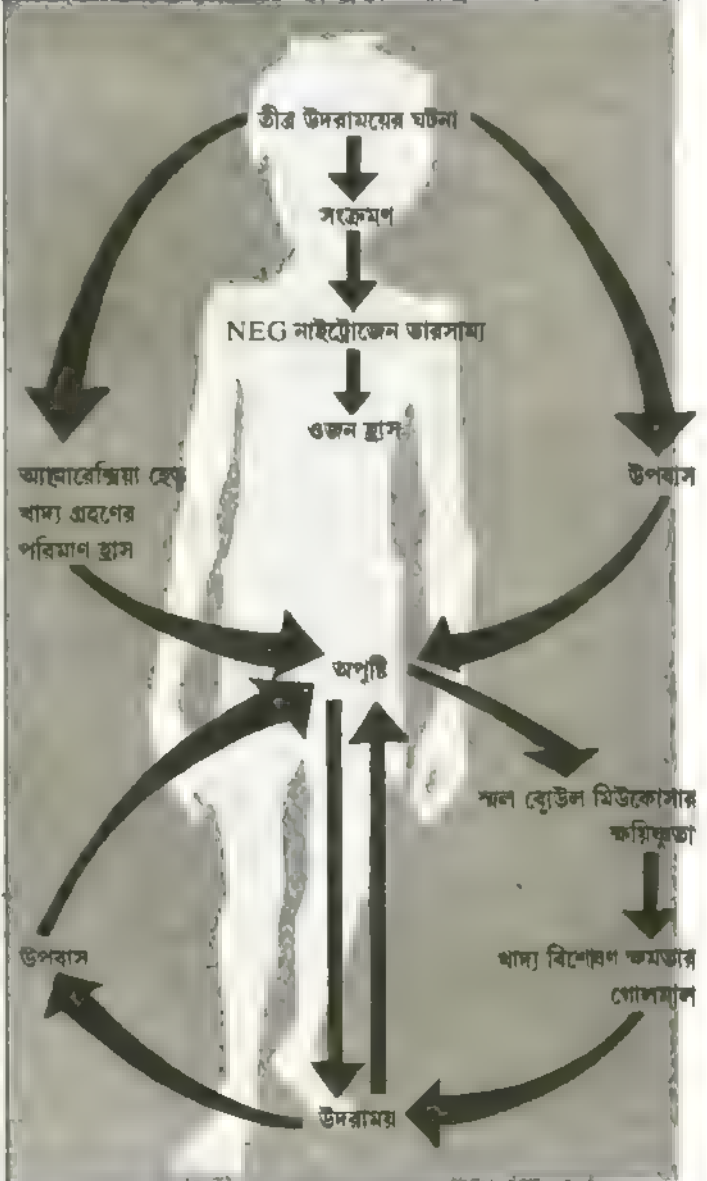 তীব্র উদরাময়ের ঘটনা
সংক্রমণ
NEG নাইট্রোজেন ভারসাম্য
ওজন হ্রাস
অ্যানোরেক্সিয়া হেতু
খাদ্য গ্রহণের
পরিমাণ হ্রাস
উপবাস
অপুষ্টি
স্মল বোউল মিউকোসার
ক্ষয়িষ্ণুতা
উপবাস
খাদ্য বিশোষণ ক্ষমতার
গোলমাল
উদরাময়